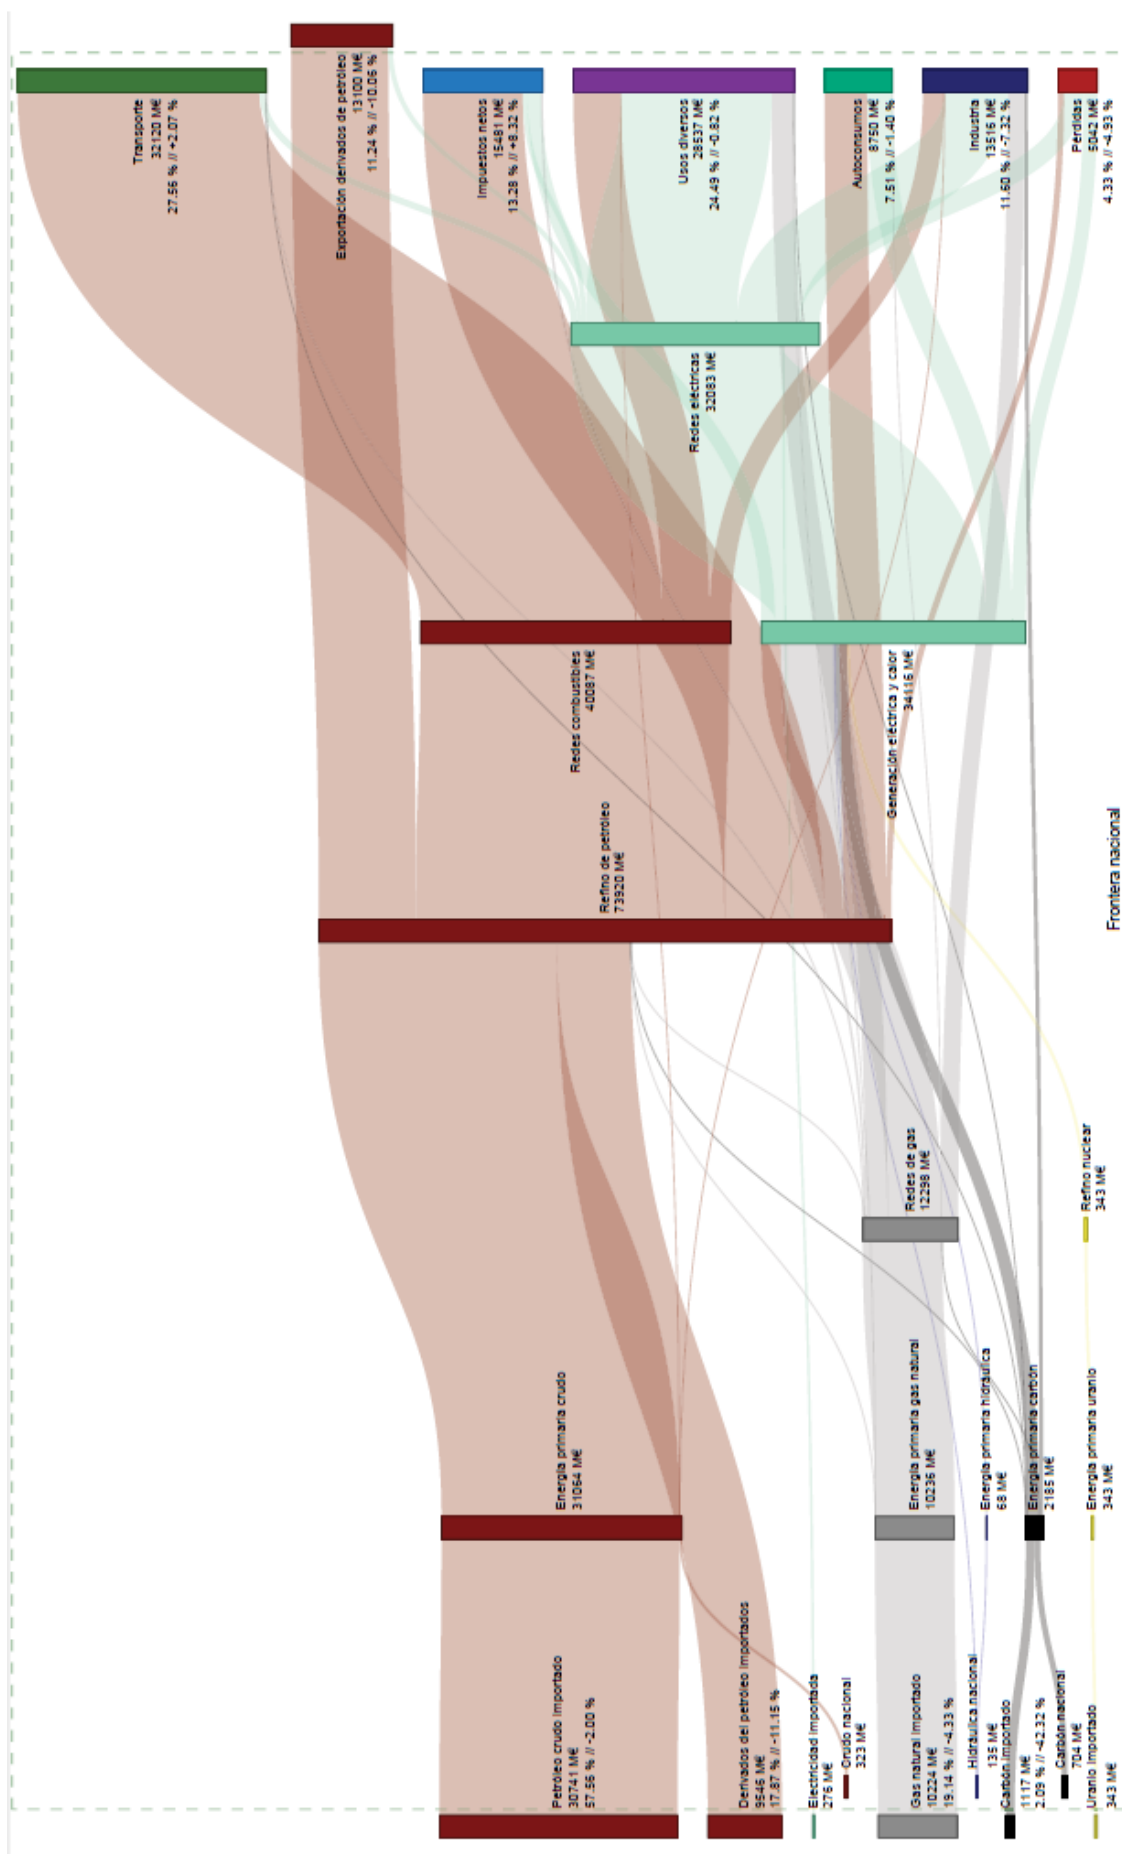 Petróleo crudo importado
30741 M€
57.56 % // -2.00 %
Derivados del petróleo importados
9546 M€
17.87 % // -11.15 %
Electricidad importada
276 M€
Crudo nacional
323 M€
Gas natural importado
10224 M€
19.14 % // -4.33 %
Hidráulica nacional
135 M€
Carbón importado
1117 M€
2.09 % // -42.32 %
Carbón nacional
704 M€
Uranio importado
343 M€
Energía primaria crudo
31064 M€
Energía primaria gas natural
10236 M€
Energía primaria hidráulica
68 M€
Energía primaria carbón
2185 M€
Energía primaria uranio
343 M€
Redes de gas
12298 M€
Refino nuclear
343 M€
Refino de petróleo
73920 M€
Redes combustibles
40087 M€
Generación eléctrica y calor
34116 M€
Redes eléctricas
32083 M€
Transporte
32120 M€
27.56 % // +2.07 %
Exportación derivados de petróleo
13100 M€
11.24 % // -10.06 %
Impuestos netos
15481 M€
13.28 % // +8.32 %
Usos diversos
28537 M€
24.49 % // -0.82 %
Autoconsumos
8750 M€
7.51 % // -1.40 %
Industria
13516 M€
11.60 % // -7.32 %
Pérdidas
5042 M€
4.33 % // -4.93 %
Frontera nacional